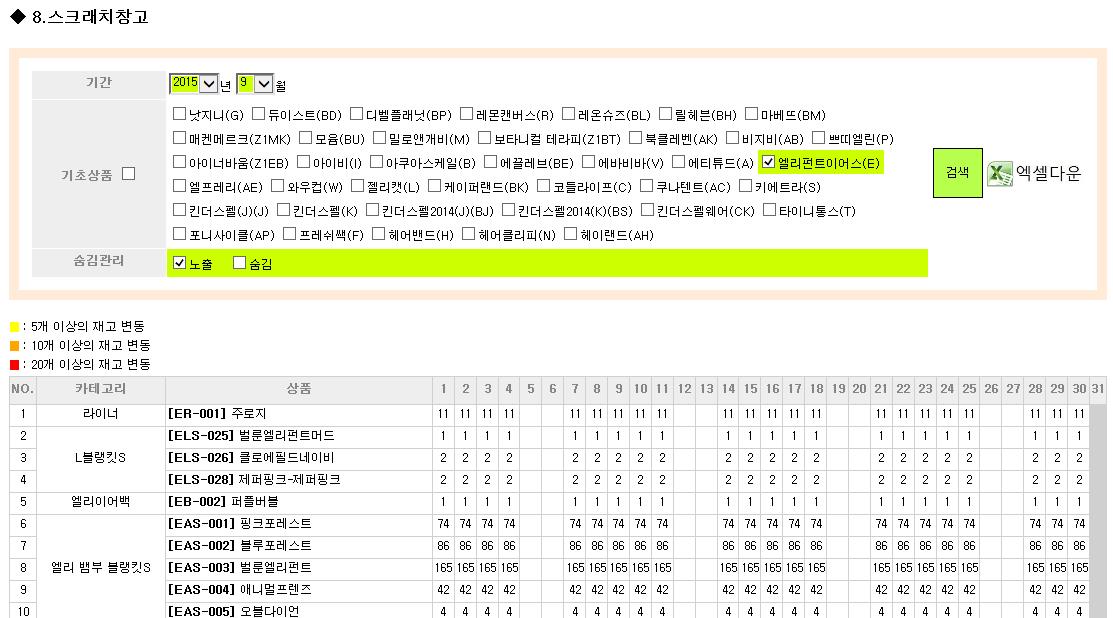 ◆ 8.스크래치창고
기간 2015 년 9 월
낫지니(G) 듀이스트(BD) 디벨플래닛(BP) 레몬캔버스(R) 레온슈즈(BL) 릴헤븐(BH) 마베뜨(BM)
매켄메르크(Z1MK) 모윰(BU) 밀로앤개비(M) 보타니컬 테라피(Z1BT) 북클레벤(AK) 비지비(AB) 쁘띠엘린(P)
기초상품 아이너바움(Z1EB) 아이비(I) 아쿠아스케일(B) 에끌레브(BE) 에바비바(V) 에티튜드(A) 엘리펀트이어스(E)
엘프레리(AE) 와우컵(W) 젤리캣(L) 케이퍼랜드(BK) 코들라이프(C) 쿠나텐트(AC) 키에트라(S)
킨더스펠(J)(J) 킨더스펠(K) 킨더스펠2014(J)(BJ) 킨더스펠2014(K)(BS) 킨더스펠웨어(CK) 타이니통스(T)
포니사이클(AP) 프레쉬쌕(F) 헤어밴드(H) 헤어클리피(N) 헤이랜드(AH)
검색 엑셀다운
숨김관리 노출 숨김
: 5개 이상의 재고 변동
: 10개 이상의 재고 변동
: 20개 이상의 재고 변동
NO. 카테고리 상품 1 2 3 4 5 6 7 8 9 10 11 12 13 14 15 16 17 18 19 20 21 22 23 24 25 26 27 28 29 30 31
1 라이너 [ER-001] 주로지 11 11 11 11 11 11 11 11 11 11 11 11 11 11 11 11 11 11 11 11 11 11
2 [ELS-025] 벌룬엘리펀트머드 1 1 1 1 1 1 1 1 1 1 1 1 1 1 1 1 1 1 1 1 1 1
3 L블랭킷S [ELS-026] 클로에필드네이비 2 2 2 2 2 2 2 2 2 2 2 2 2 2 2 2 2 2 2 2 2 2
4 [ELS-028] 제퍼핑크-제퍼핑크 2 2 2 2 2 2 2 2 2 2 2 2 2 2 2 2 2 2 2 2 2 2
5 엘리이어백 [EB-002] 퍼플버블 1 1 1 1 1 1 1 1 1 1 1 1 1 1 1 1 1 1 1 1 1 1
6 [EAS-001] 핑크포레스트 74 74 74 74 74 74 74 74 74 74 74 74 74 74 74 74 74 74 74 74 74 74
7 [EAS-002] 블루포레스트 86 86 86 86 86 86 86 86 86 86 86 86 86 86 86 86 86 86 86 86 86 86
8 엘리 뱀부 블랭킷S [EAS-003] 벌룬엘리펀트 165 165 165 165 165 165 165 165 165 165 165 165 165 165 165 165 165 165 165 165 165 165
9 [EAS-004] 애니멀프렌즈 42 42 42 42 42 42 42 42 42 42 42 42 42 42 42 42 42 42 42 42 42 42
10 [EAS-005] 오블다이언 4 4 4 4 4 4 4 4 4 4 4 4 4 4 4 4 4 4 4 4 4 4